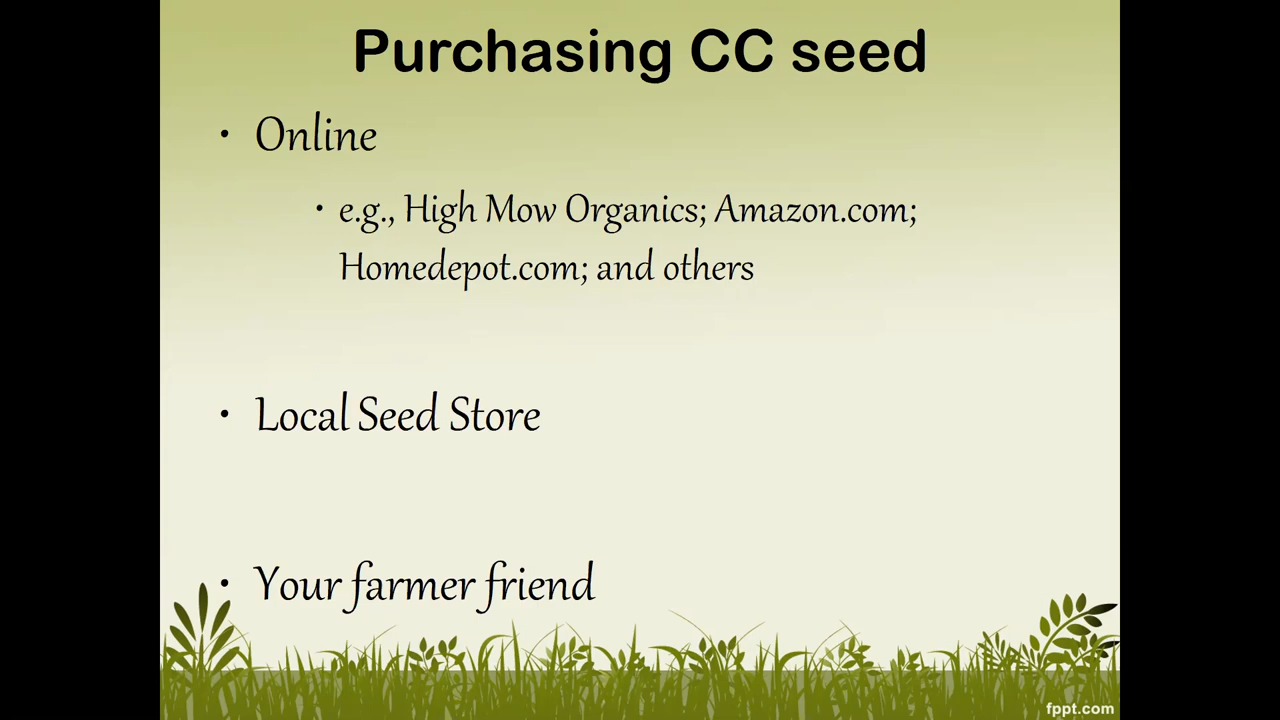 Purchasing CC seed
• Online
• e.g., High Mow Organics; Amazon.com;
Homedepot.com; and others
• Local Seed Store
• Your farmer friend
fppt.com